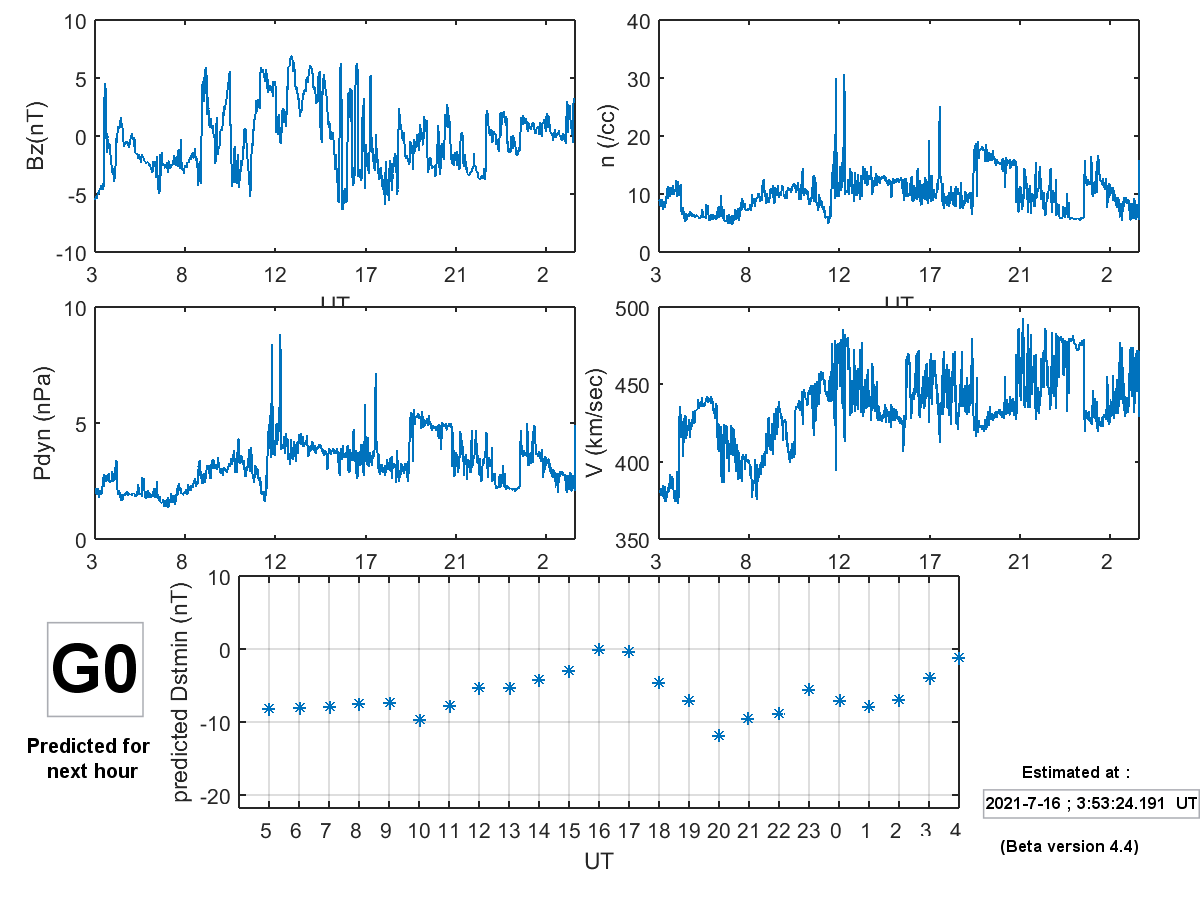 10
5
0
-5
-10
Bz(nT)
3 8 12 17 21 2
UT
40
30
20
10
0
n (/cc)
3 8 12 17 21 2
UT
10
5
0
Pdyn (nPa)
3 8 12 17 21 2
500
450
400
350
V (km/sec)
3 8 12 17 21 2
G0
Predicted for
next hour
10
0
-10
-20
predicted Dstmin (nT)
5 6 7 8 9 10 11 12 13 14 15 16 17 18 19 20 21 22 23 0 1 2 3 4
UT
Estimated at :
2021-7-16 ; 3:53:24.191 UT
(Beta version 4.4)